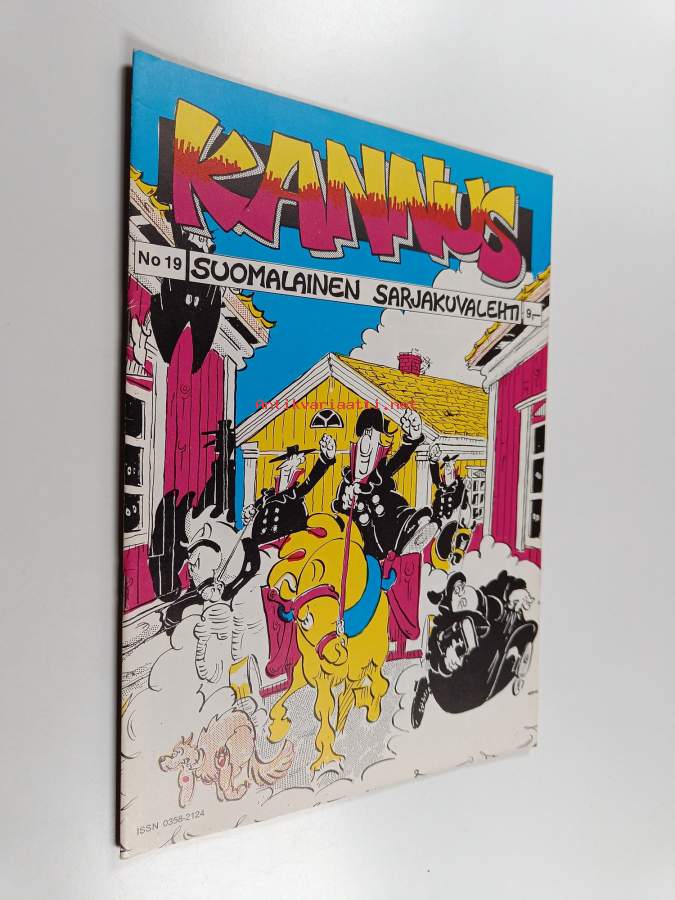 KANNUS
No 19 SUOMALAINEN SARJAKUVALEHTI 9,—
antikvariaatti.net
ISSN 0358-2124